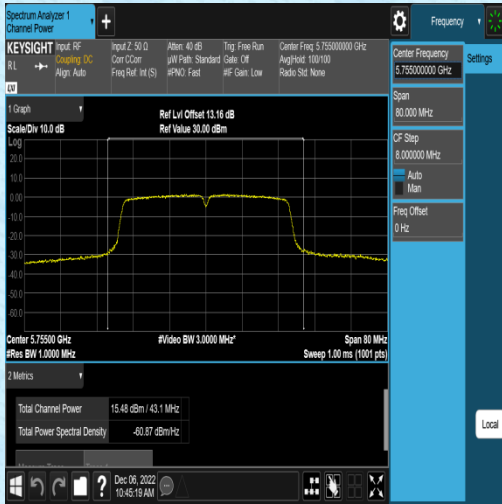 Spectrum Analyzer 1
Channel Power
Frequency
KEYSIGHT
RL
LXI
Input: RF
Coupling: DC
Align: Auto
Input Z: 50 Ω
Corr CCorr
Freq Ref: Int (S)
Atten: 40 dB
µW Path: Standard
#PNO: Fast
Trig: Free Run
Gate: Off
#IF Gain: Low
Center Freq: 5.755000000 GHz
Avg|Hold: 100/100
Radio Std: None
Center Frequency
5.755000000 GHz
Settings
Span
80.000 MHz
CF Step
8.000000 MHz
Auto
Man
Freq Offset
0 Hz
1 Graph
Scale/Div 10.0 dB
Ref Lvl Offset 13.16 dB
Ref Value 30.00 dBm
Log
20.0
10.0
0.00
-10.0
-20.0
-30.0
-40.0
-50.0
-60.0
Center 5.75500 GHz
#Res BW 1.0000 MHz
#Video BW 3.0000 MHz*
Span 80 MHz
Sweep 1.00 ms (1001 pts)
2 Metrics
Total Channel Power 15.48 dBm / 43.1 MHz
Total Power Spectral Density -60.87 dBm/Hz
Local
?
Dec 06, 2022
10:45:19 AM